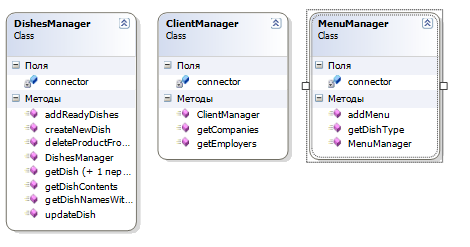 DishesManager
Class
Поля
connector
Методы
addReadyDishes
createNewDish
deleteProductFro...
DishesManager
getDish (+ 1 пер...
getDishContents
getDishNamesWit...
updateDish
ClientManager
Class
Поля
connector
Методы
ClientManager
getCompanies
getEmployers
MenuManager
Class
Поля
connector
Методы
addMenu
getDishType
MenuManager